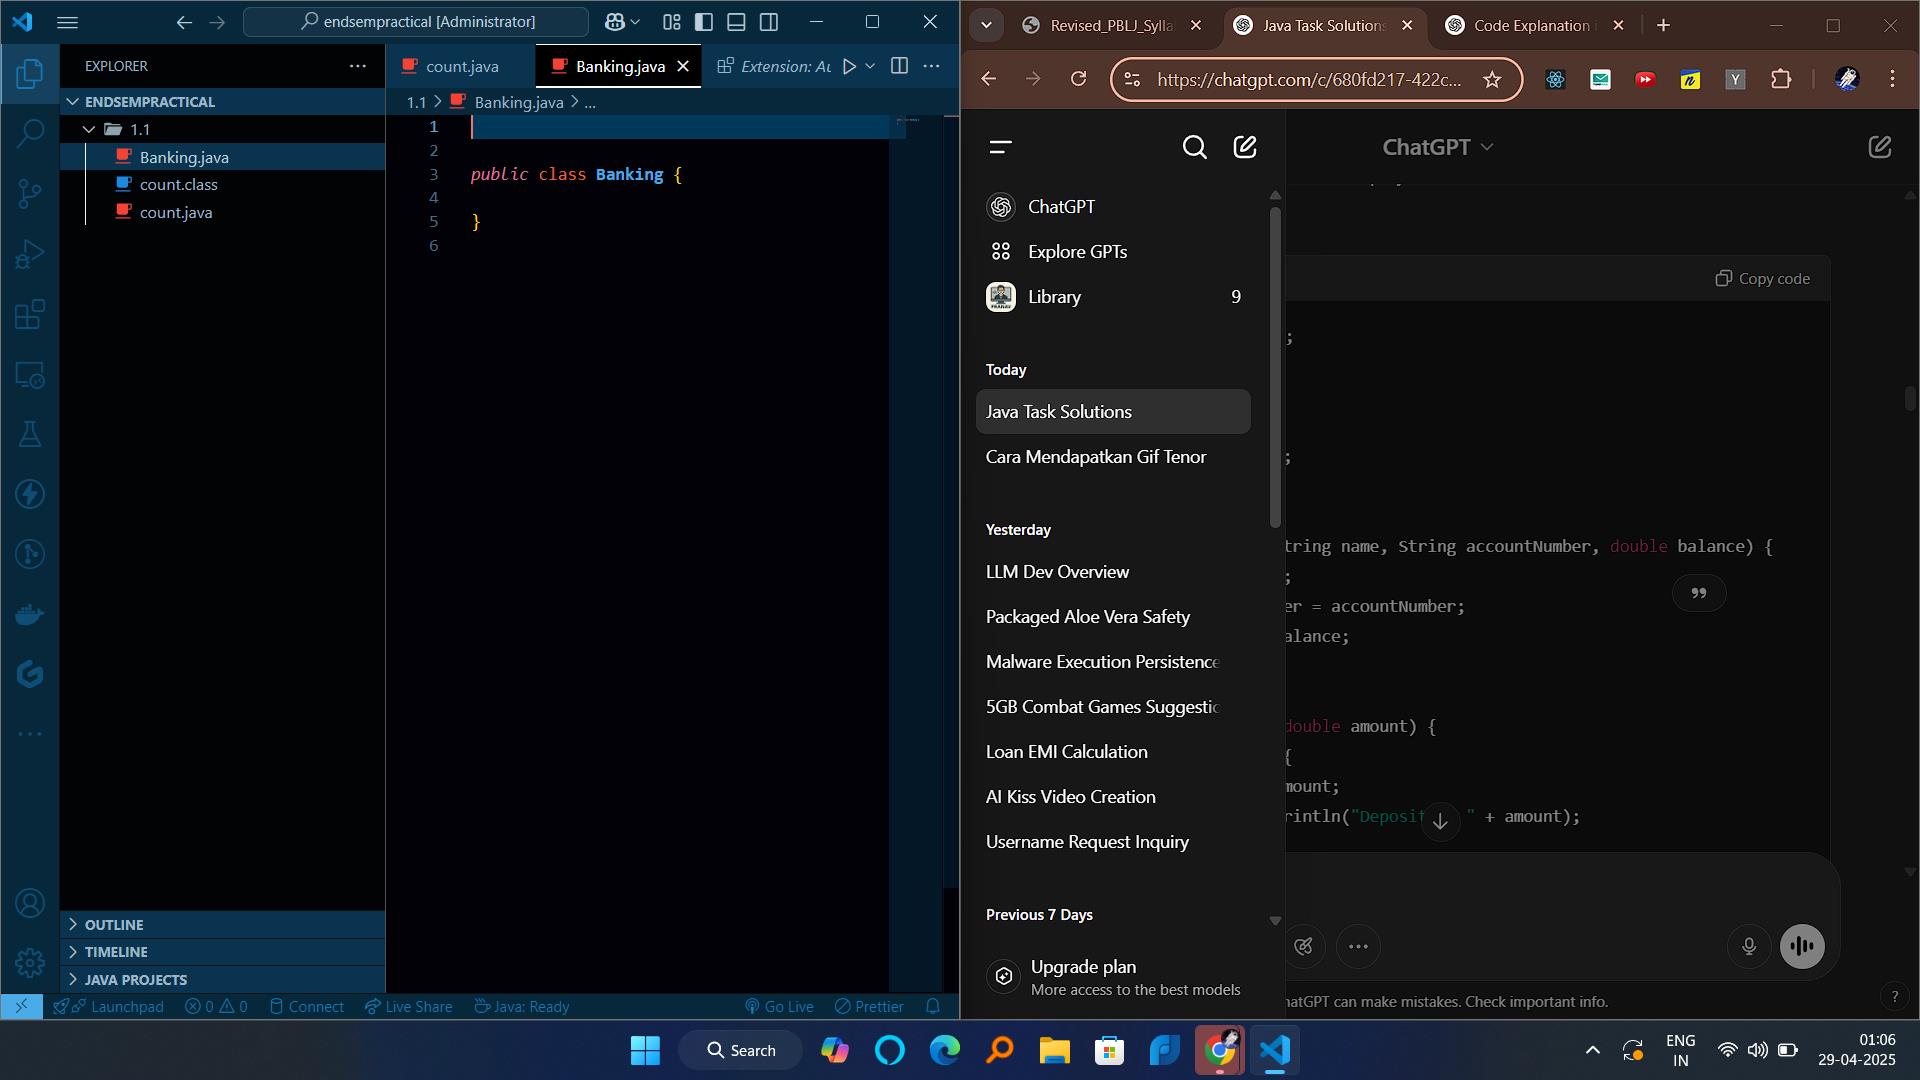 endsempractical [Administrator]
EXPLORER
ENDSEMPRACTICAL
1.1
Banking.java
count.class
count.java
OUTLINE
TIMELINE
JAVA PROJECTS
count.java
Banking.java
Extension: Au
1.1 > Banking.java > ...
1
2
3 public class Banking {
4
5 }
6
Launchpad
0 0
Connect
Live Share
Java: Ready
Go Live
Prettier
Revised_PBLJ_Sylla
Java Task Solutions
Code Explanation
https://chatgpt.com/c/680fd217-422c...
ChatGPT
Explore GPTs
Library 9
Today
Java Task Solutions
Cara Mendapatkan Gif Tenor
Yesterday
LLM Dev Overview
Packaged Aloe Vera Safety
Malware Execution Persistence
5GB Combat Games Suggestic
Loan EMI Calculation
AI Kiss Video Creation
Username Request Inquiry
Previous 7 Days
Upgrade plan
More access to the best models
ChatGPT
Copy code
;
;
tring name, String accountNumber, double balance) {
;
er = accountNumber;
alance;
double amount) {
{
mount;
rintln("Deposit " + amount);
hatGPT can make mistakes. Check important info.
?
Search
ENG
IN
01:06
29-04-2025